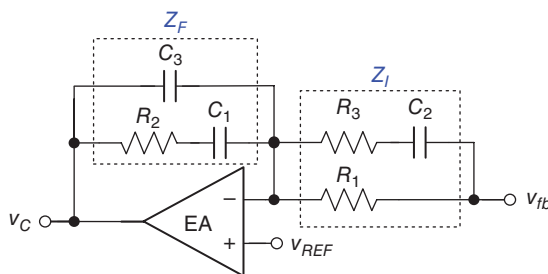 Z_F
C_3
Z_I
R_2
C_1
R_3
C_2
R_1
v_C
EA
−
+
v_fb
v_REF